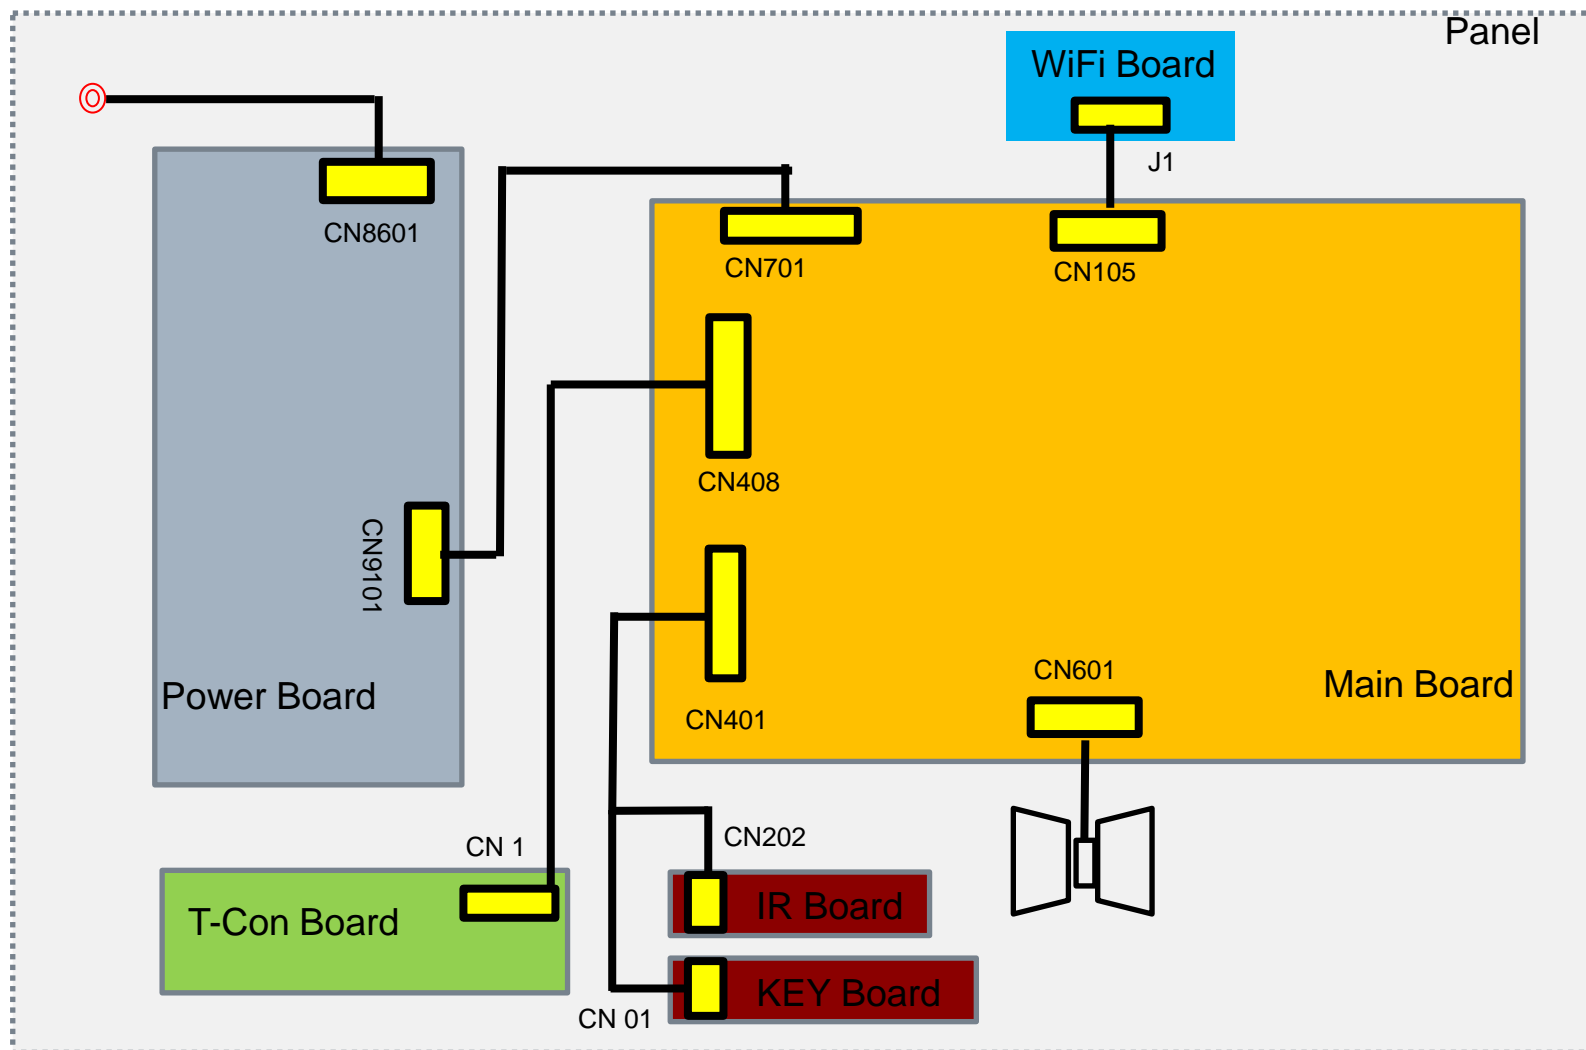 Panel
WiFi Board
J1
CN8601
CN701
CN105
CN408
CN9101
CN601
Power Board
Main Board
CN401
CN 1
CN202
T-Con Board
IR Board
KEY Board
CN 01